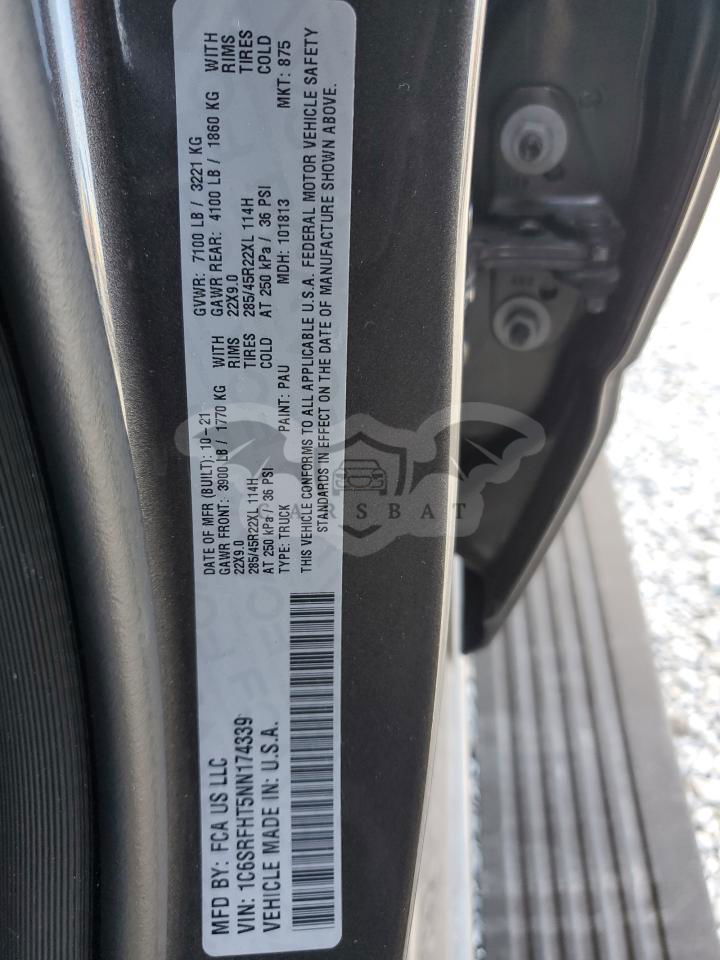 MFD BY: FCA US LLC
DATE OF MFR (BUILT): 10-21
GVWR: 7100 LB / 3221 KG
GAWR FRONT: 3900 LB / 1770 KG WITH
GAWR REAR: 4100 LB / 1860 KG WITH
22X9.0 RIMS
22X9.0 RIMS
285/45R22XL 114H TIRES
285/45R22XL 114H TIRES
AT 250 kPa / 36 PSI COLD
AT 250 kPa / 36 PSI COLD
VIN: 1C6SRFHT5NN174339
TYPE: TRUCK PAINT: PAU MDH: 101813 MKT: 875
VEHICLE MADE IN: U.S.A.
THIS VEHICLE CONFORMS TO ALL APPLICABLE U.S.A. FEDERAL MOTOR VEHICLE SAFETY
STANDARDS IN EFFECT ON THE DATE OF MANUFACTURE SHOWN ABOVE.
CARSBAT